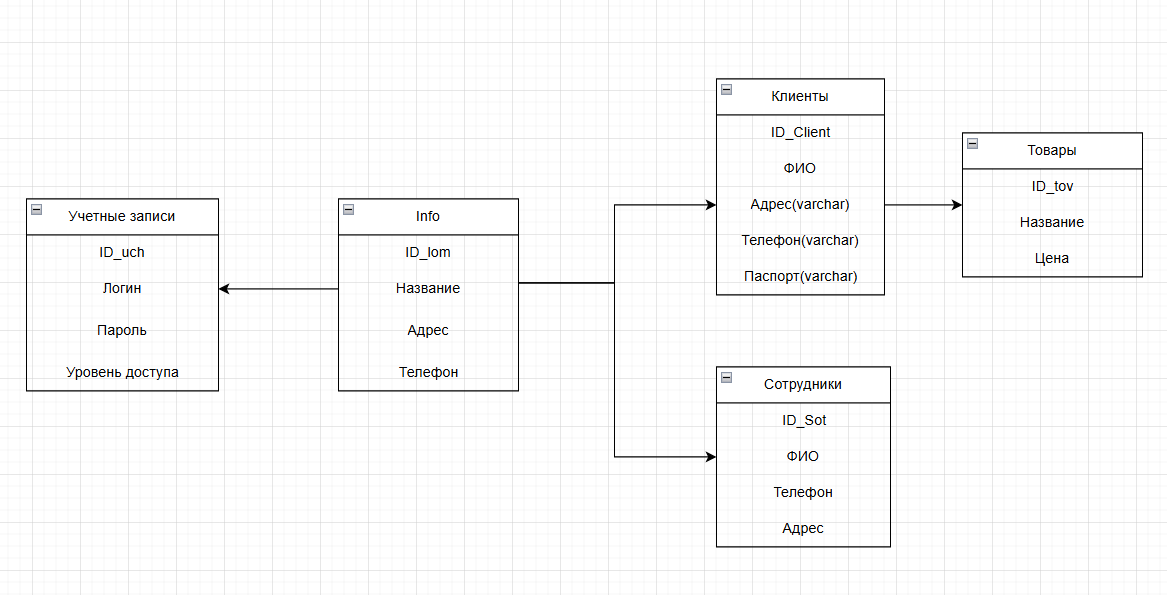 Учетные записи
ID_uch
Логин
Пароль
Уровень доступа
Info
ID_lom
Название
Адрес
Телефон
Клиенты
ID_Client
ФИО
Адрес(varchar)
Телефон(varchar)
Паспорт(varchar)
Сотрудники
ID_Sot
ФИО
Телефон
Адрес
Товары
ID_tov
Название
Цена